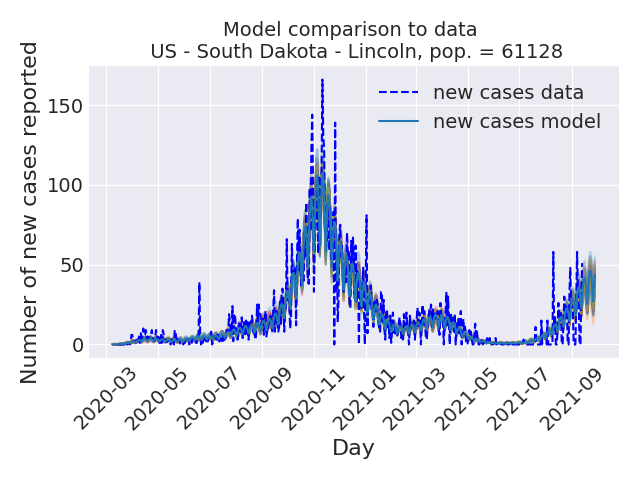 Model comparison to data
US - South Dakota - Lincoln, pop. = 61128
Number of new cases reported
150
100
50
0
new cases data
new cases model
2020-03
2020-05
2020-07
2020-09
2020-11
2021-01
2021-03
2021-05
2021-07
2021-09
Day